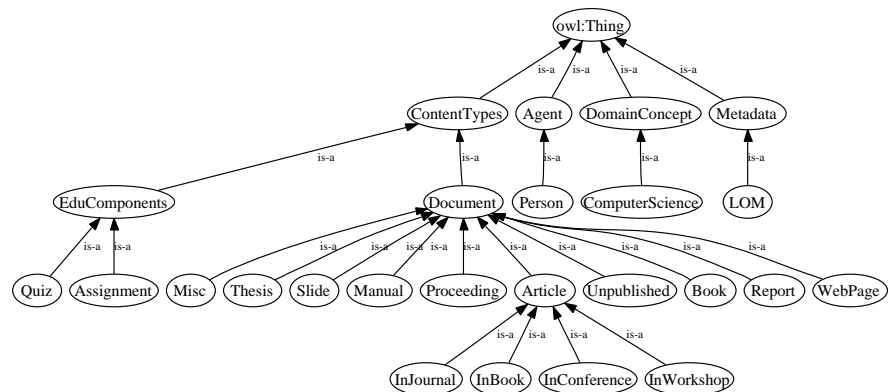 owl:Thing
is-a is-a is-a is-a
ContentTypes Agent DomainConcept Metadata
is-a is-a is-a is-a is-a
EduComponents Document Person ComputerScience LOM
is-a is-a is-a is-a is-a is-a is-a is-a is-a is-a is-a is-a
Quiz Assignment Misc Thesis Slide Manual Proceeding Article Unpublished Book Report WebPage
is-a is-a is-a is-a
InJournal InBook InConference InWorkshop